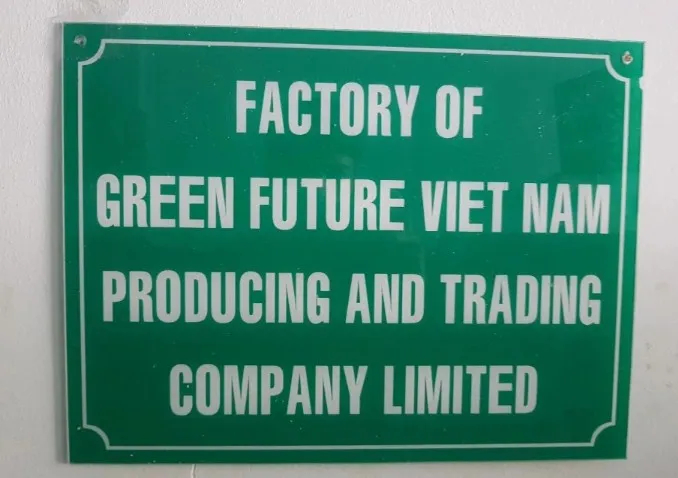 FACTORY OF
GREEN FUTURE VIET NAM
PRODUCING AND TRADING
COMPANY LIMITED